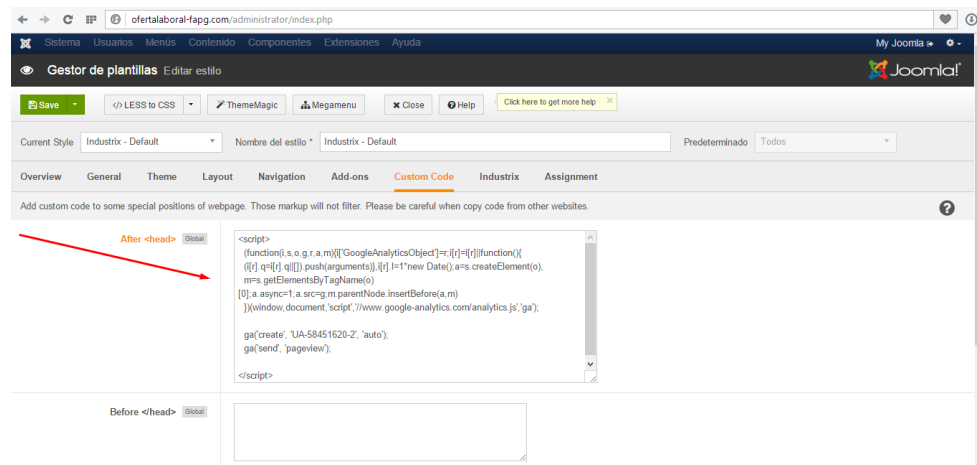 ofertalaboral-fapg.com/administrator/index.php
Sistema Usuarios Menús Contenido Componentes Extensiones Ayuda My Joomla
Gestor de plantillas Editar estilo Joomla!
Save </> LESS to CSS ThemeMagic Megamenu Close Help Click here to get more help
Current Style Industrix - Default Nombre del estilo * Industrix - Default Predeterminado Todos
Overview General Theme Layout Navigation Add-ons Custom Code Industrix Assignment
Add custom code to some special positions of webpage. Those markup will not filter. Please be careful when copy code from other websites.
After <head> Global
<script>
(function(i,s,o,g,r,a,m){i['GoogleAnalyticsObject']=r;i[r]=i[r]||function(){
(i[r].q=i[r].q||[]).push(arguments)},i[r].l=1*new Date();a=s.createElement(o),
m=s.getElementsByTagName(o)
[0];a.async=1;a.src=g;m.parentNode.insertBefore(a,m)
})(window,document,'script','//www.google-analytics.com/analytics.js','ga');
ga('create', 'UA-58451620-2', 'auto');
ga('send', 'pageview');
</script>
Before </head> Global